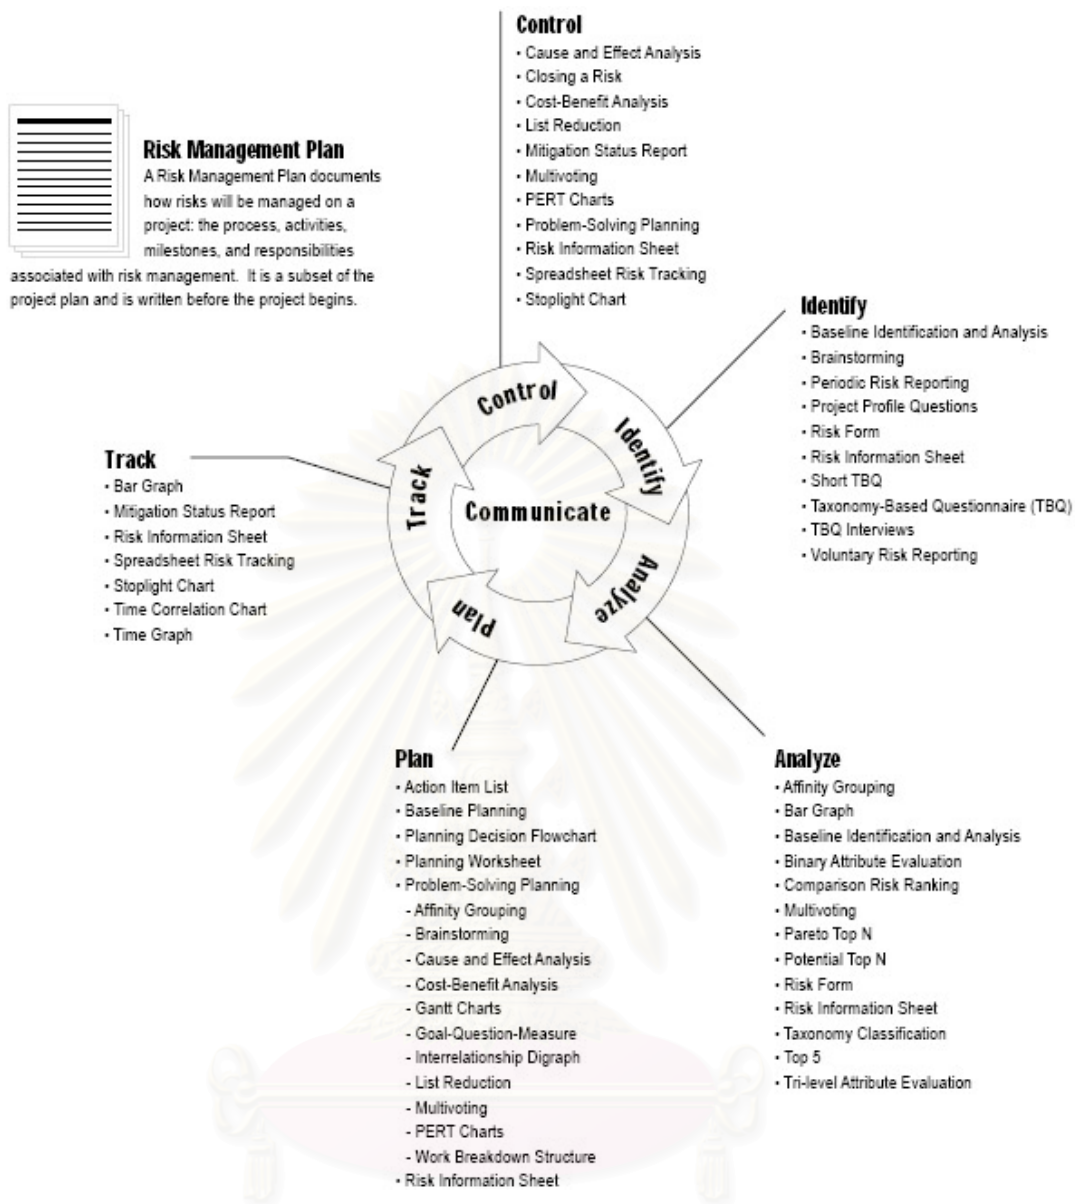 Control
• Cause and Effect Analysis
• Closing a Risk
• Cost-Benefit Analysis
• List Reduction
• Mitigation Status Report
• Multivoting
• PERT Charts
• Problem-Solving Planning
• Risk Information Sheet
• Spreadsheet Risk Tracking
• Stoplight Chart
Risk Management Plan
A Risk Management Plan documents
how risks will be managed on a
project: the process, activities,
milestones, and responsibilities
associated with risk management. It is a subset of the
project plan and is written before the project begins.
Identify
• Baseline Identification and Analysis
• Brainstorming
• Periodic Risk Reporting
• Project Profile Questions
• Risk Form
• Risk Information Sheet
• Short TBQ
• Taxonomy-Based Questionnaire (TBQ)
• TBQ Interviews
• Voluntary Risk Reporting
Control
Identify
Analyze
Plan
Track
Communicate
Track
• Bar Graph
• Mitigation Status Report
• Risk Information Sheet
• Spreadsheet Risk Tracking
• Stoplight Chart
• Time Correlation Chart
• Time Graph
Plan
• Action Item List
• Baseline Planning
• Planning Decision Flowchart
• Planning Worksheet
• Problem-Solving Planning
- Affinity Grouping
- Brainstorming
- Cause and Effect Analysis
- Cost-Benefit Analysis
- Gantt Charts
- Goal-Question-Measure
- Interrelationship Digraph
- List Reduction
- Multivoting
- PERT Charts
- Work Breakdown Structure
• Risk Information Sheet
Analyze
• Affinity Grouping
• Bar Graph
• Baseline Identification and Analysis
• Binary Attribute Evaluation
• Comparison Risk Ranking
• Multivoting
• Pareto Top N
• Potential Top N
• Risk Form
• Risk Information Sheet
• Taxonomy Classification
• Top 5
• Tri-level Attribute Evaluation